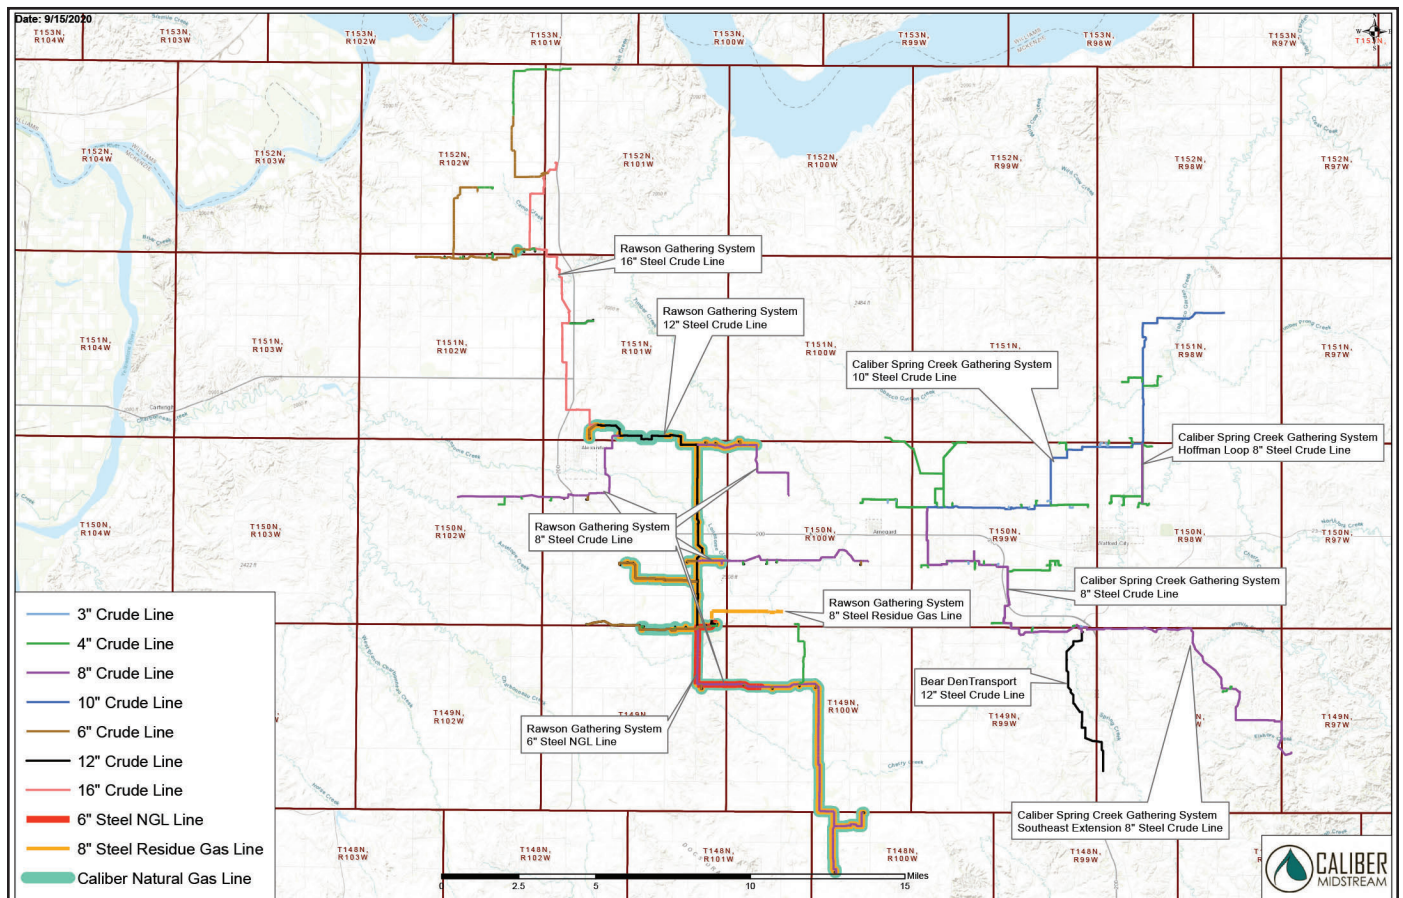 Date: 9/15/2020
T153N,
R104W
T153N,
R103W
T153N,
R102W
T153N,
R101W
T153N,
R100W
T153N,
R99W
T153N,
R98W
T153N,
R97W
WILLIAMS
MCKENZIE
T152N,
R104W
T152N,
R103W
T152N,
R102W
T152N,
R101W
T152N,
R100W
T152N,
R99W
T152N,
R98W
T152N,
R97W
Rawson Gathering System
16" Steel Crude Line
Rawson Gathering System
12" Steel Crude Line
T151N,
R104W
T151N,
R103W
T151N,
R102W
T151N,
R101W
T151N,
R100W
T151N,
T151N,
R98W
T151N,
R97W
Caliber Spring Creek Gathering System
10" Steel Crude Line
Caliber Spring Creek Gathering System
Hoffman Loop 8" Steel Crude Line
T150N,
R104W
T150N,
R103W
T150N,
R102W
T150N,
R100W
T150N,
R99W
T150N,
R98W
T150N,
R97W
Rawson Gathering System
8" Steel Crude Line
Caliber Spring Creek Gathering System
8" Steel Crude Line
Rawson Gathering System
8" Steel Residue Gas Line
Bear DenTransport
12" Steel Crude Line
T149N,
R102W
T149N,
T149N,
R100W
T149N,
R99W
T149N,
R97W
Rawson Gathering System
6" Steel NGL Line
Caliber Spring Creek Gathering System
Southeast Extension 8" Steel Crude Line
T148N,
R103W
T148N,
R102W
T148N,
R101W
T148N,
R100W
T148N,
R99W
3" Crude Line
4" Crude Line
8" Crude Line
10" Crude Line
6" Crude Line
12" Crude Line
16" Crude Line
6" Steel NGL Line
8" Steel Residue Gas Line
Caliber Natural Gas Line
0 2.5 5 10 15 Miles
CALIBER
MIDSTREAM